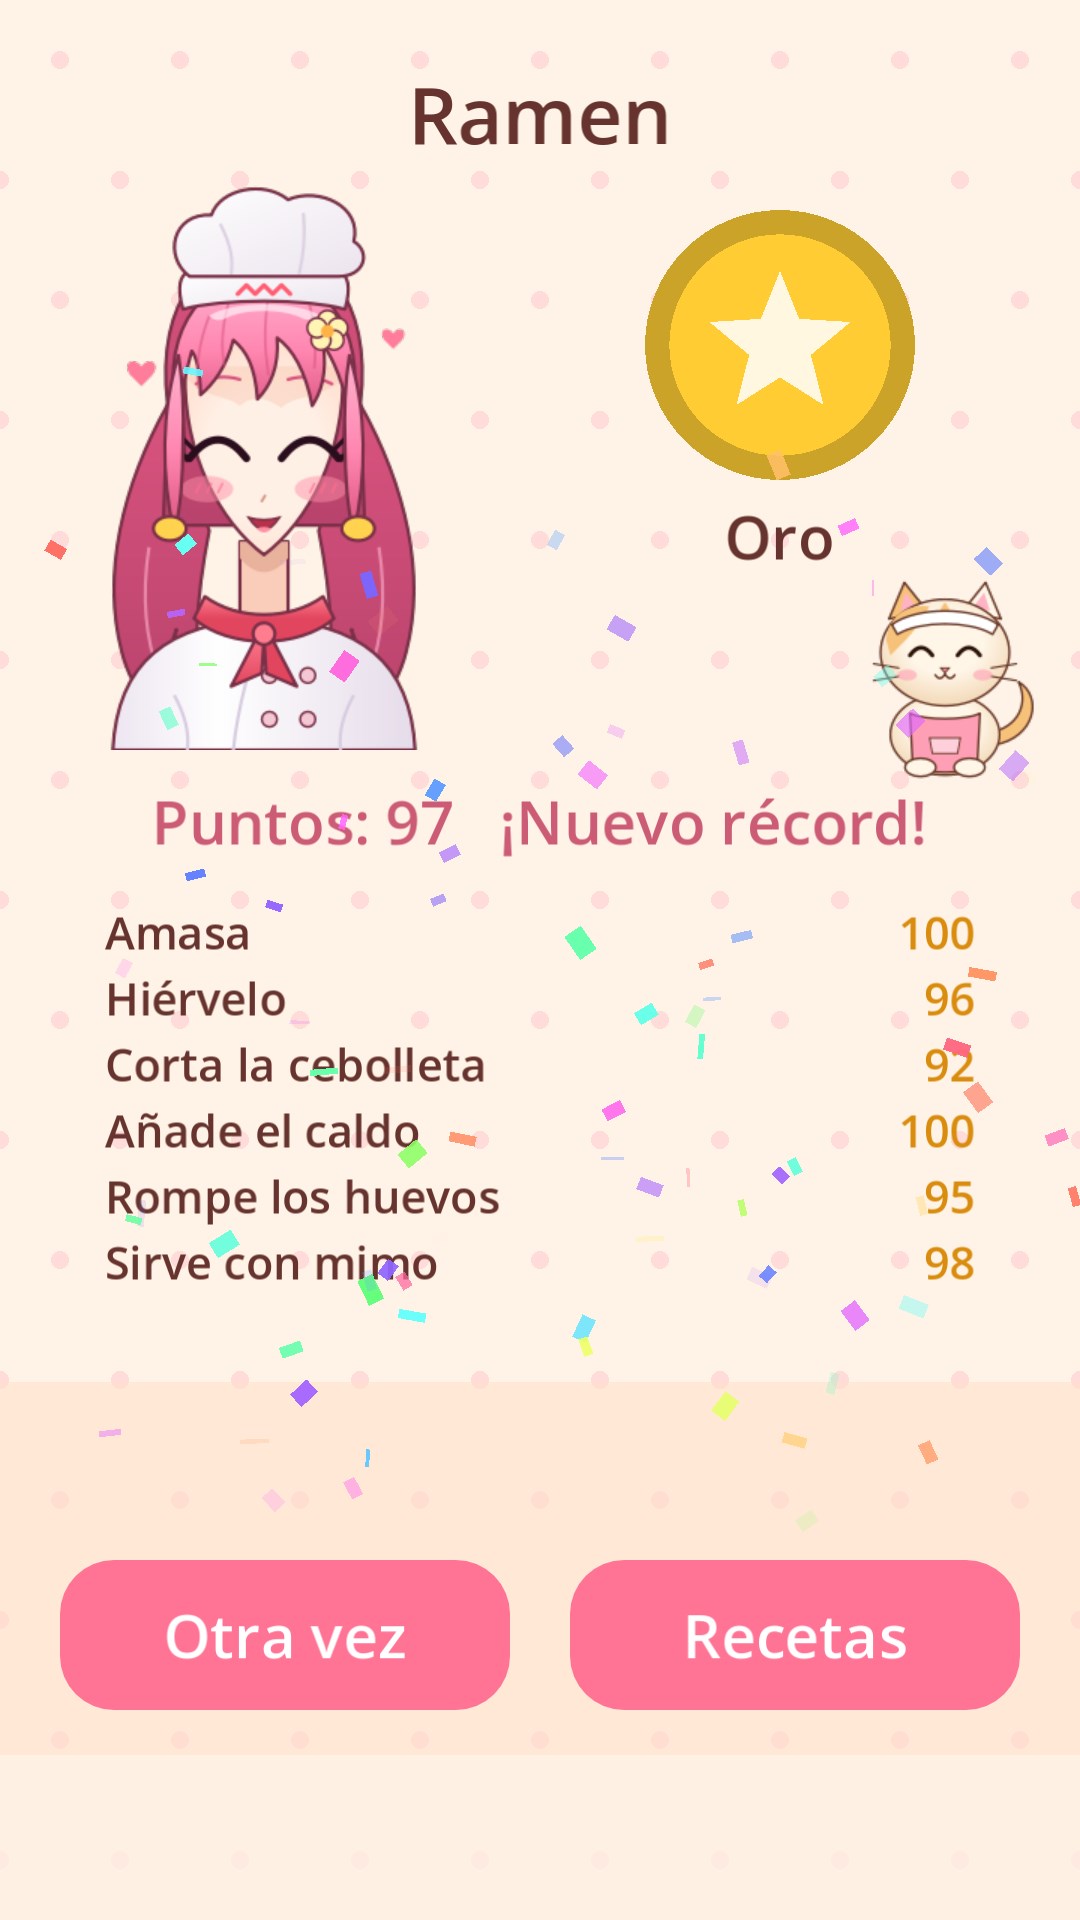 Ramen
Oro
Puntos: 97 ¡Nuevo récord!
Amasa 100
Hiérvelo 96
Corta la cebolleta 92
Añade el caldo 100
Rompe los huevos 95
Sirve con mimo 98
Otra vez
Recetas